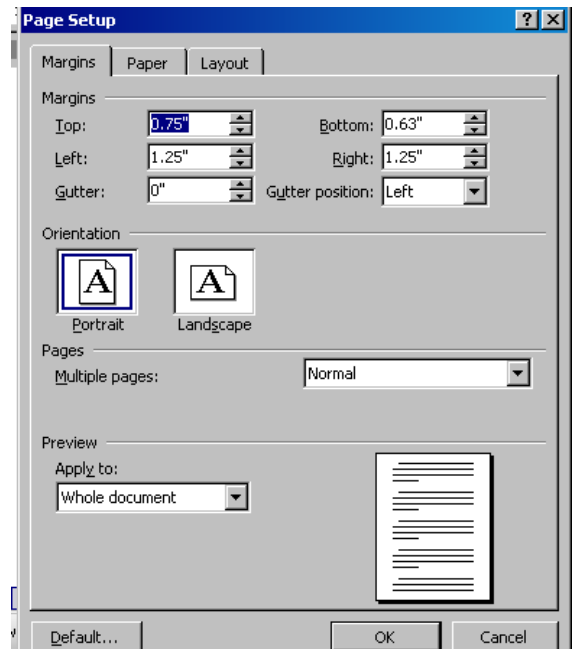 Page Setup
Margins Paper Layout
Margins
Top: 0.75" Bottom: 0.63"
Left: 1.25" Right: 1.25"
Gutter: 0" Gutter position: Left
Orientation
A A
Portrait Landscape
Pages
Multiple pages: Normal
Preview
Apply to:
Whole document
Default... OK Cancel